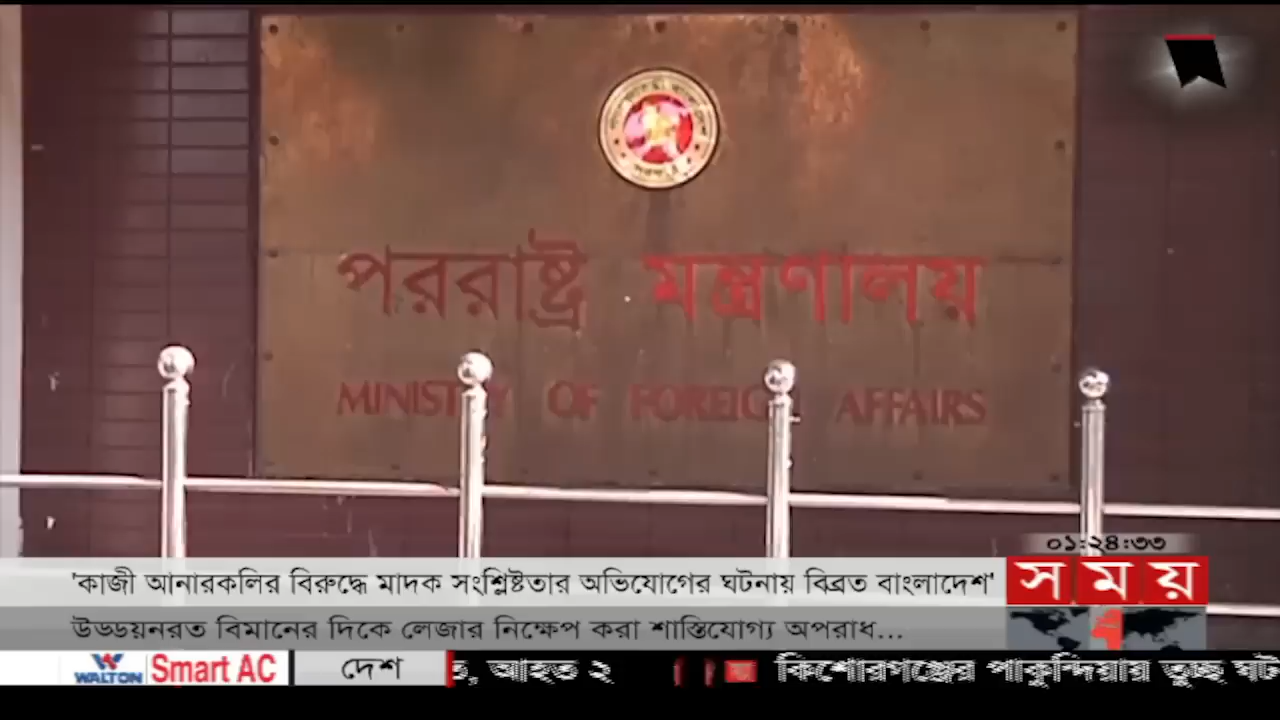 পররাষ্ট্র মন্ত্রণালয়
MINISTRY OF FOREIGN AFFAIRS
০১:২৪:৩৩
'কাজী আনারকলির বিরুদ্ধে মাদক সংশ্লিষ্টতার অভিযোগের ঘটনায় বিব্রত বাংলাদেশ'
সময়
উড্ডয়নরত বিমানের দিকে লেজার নিক্ষেপ করা শাস্তিযোগ্য অপরাধ...
WALTON Smart AC দেশ আহত ২ কিশোরগঞ্জের পাকুন্দিয়ায় তুচ্ছ